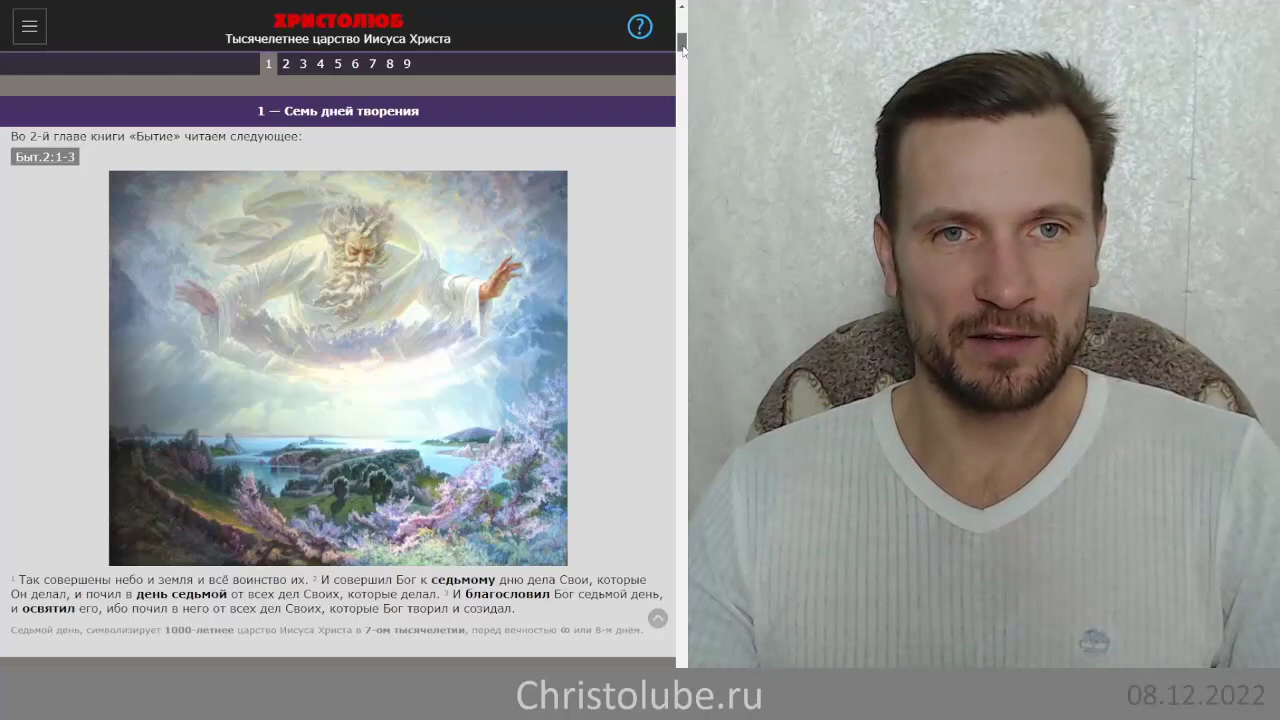 ХРИСТОЛЮБ
Тысячелетнее царство Иисуса Христа
?
1 2 3 4 5 6 7 8 9
1 — Семь дней творения
Во 2-й главе книги «Бытие» читаем следующее:
Быт.2:1-3
1 Так совершены небо и земля и всё воинство их. 2 И совершил Бог к седьмому дню дела Свои, которые
Он делал, и почил в день седьмой от всех дел Своих, которые делал. 3 И благословил Бог седьмой день,
и освятил его, ибо почил в него от всех дел Своих, которые Бог творил и созидал.
Седьмой день, символизирует 1000-летнее царство Иисуса Христа в 7-ом тысячелетии, перед вечностью ∞ или 8-м днём.
Christolube.ru
08.12.2022